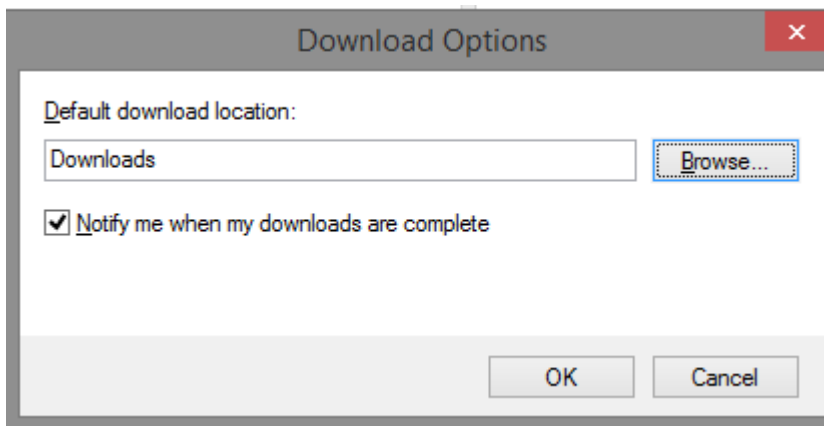 Download Options
Default download location:
Downloads
Browse...
Notify me when my downloads are complete
OK
Cancel